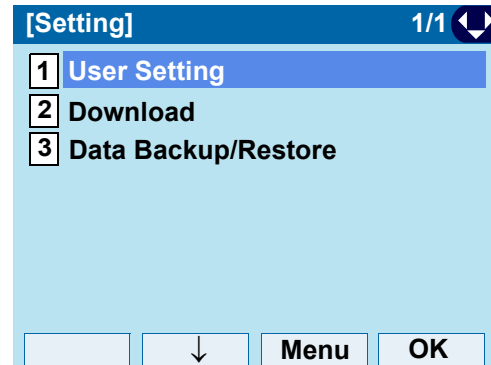 [Setting] 1/1
1 User Setting
2 Download
3 Data Backup/Restore
↓ Menu OK